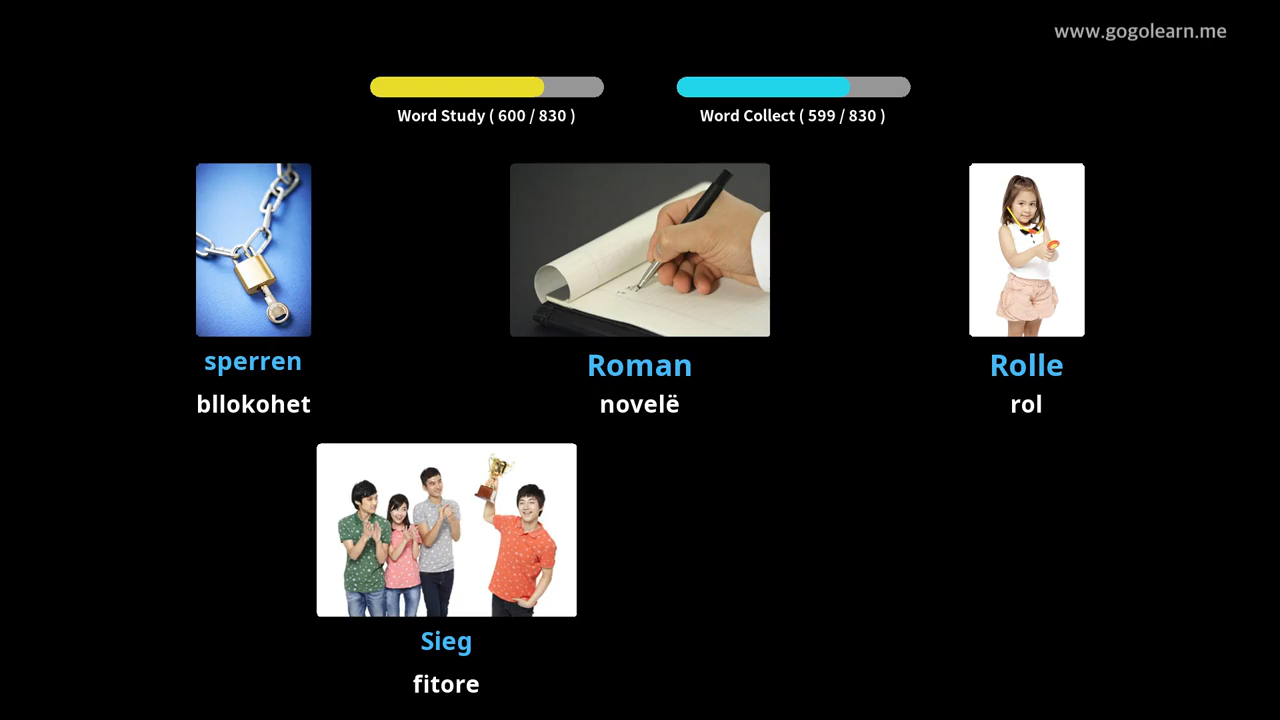 www.gogolearn.me
Word Study ( 600 / 830 )
Word Collect ( 599 / 830 )
sperren
bllokohet
Roman
novelë
Rolle
rol
Sieg
fitore